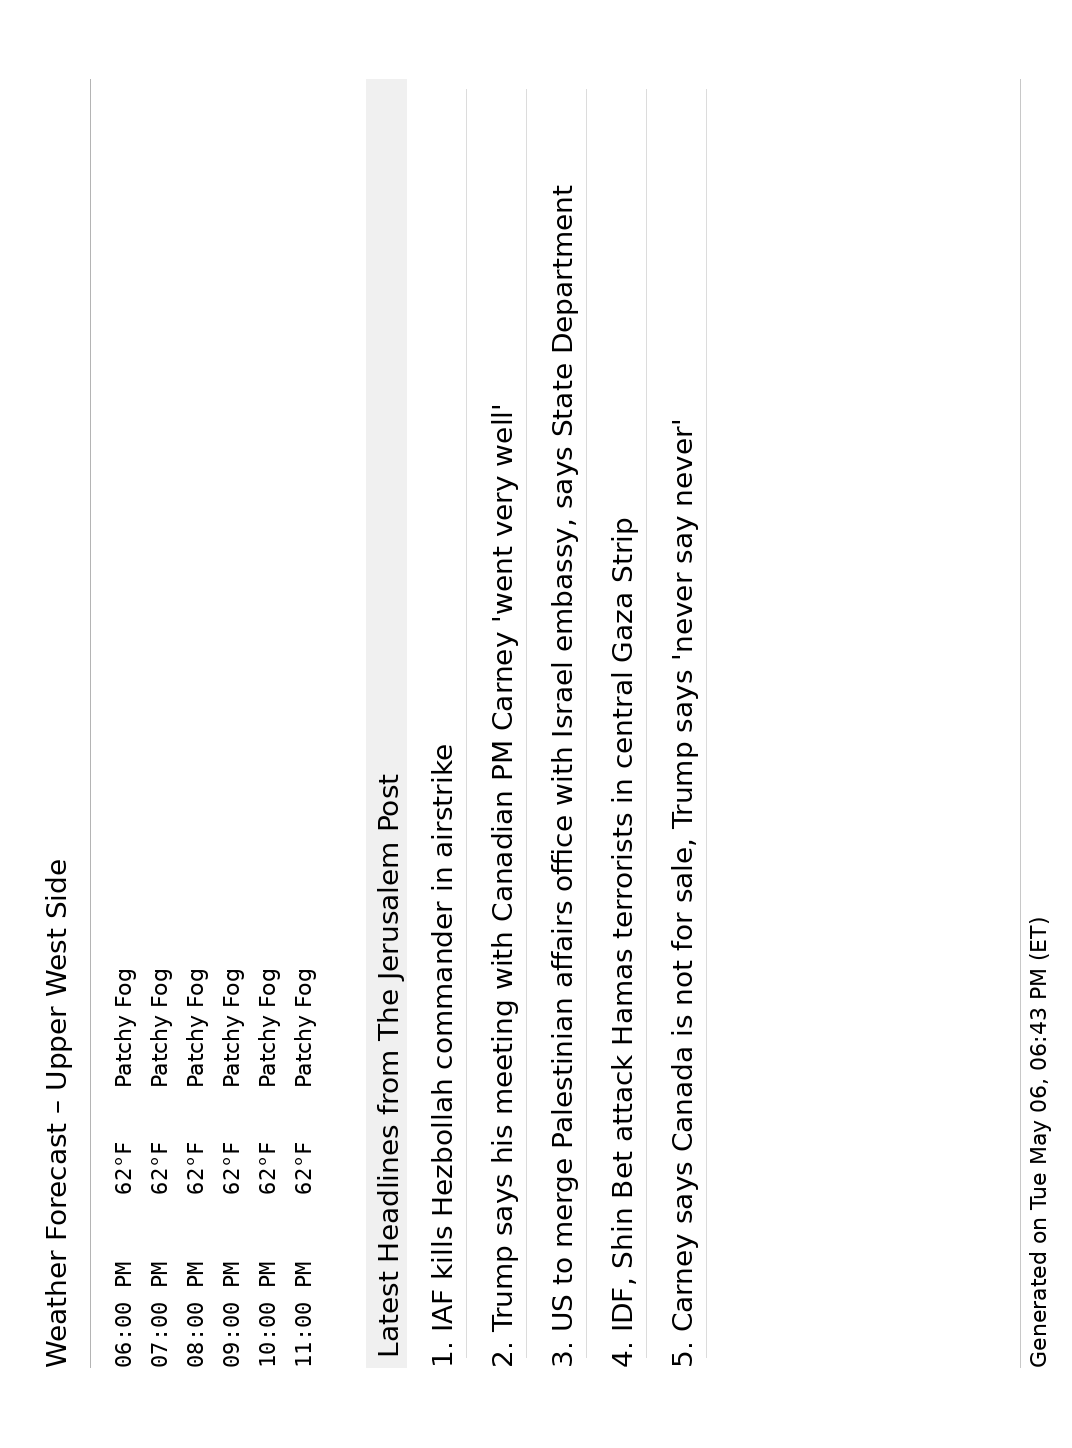 Weather Forecast – Upper West Side
06:00 PM 62°F Patchy Fog
07:00 PM 62°F Patchy Fog
08:00 PM 62°F Patchy Fog
09:00 PM 62°F Patchy Fog
10:00 PM 62°F Patchy Fog
11:00 PM 62°F Patchy Fog
Latest Headlines from The Jerusalem Post
1. IAF kills Hezbollah commander in airstrike
2. Trump says his meeting with Canadian PM Carney 'went very well'
3. US to merge Palestinian affairs office with Israel embassy, says State Department
4. IDF, Shin Bet attack Hamas terrorists in central Gaza Strip
5. Carney says Canada is not for sale, Trump says 'never say never'
Generated on Tue May 06, 06:43 PM (ET)